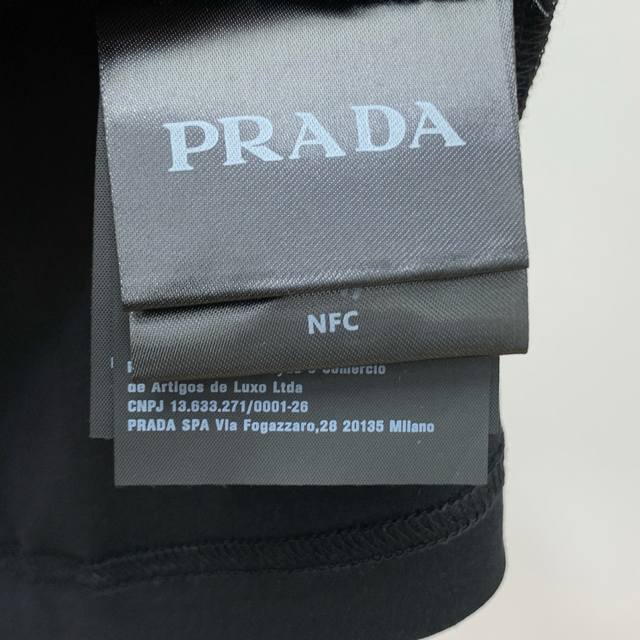 PRADA
NFC
Comercio
de Artigos de Luxo Ltda
CNPJ 13.633.271/0001-26
PRADA SPA Via Fogazzaro,28 20135 Milano